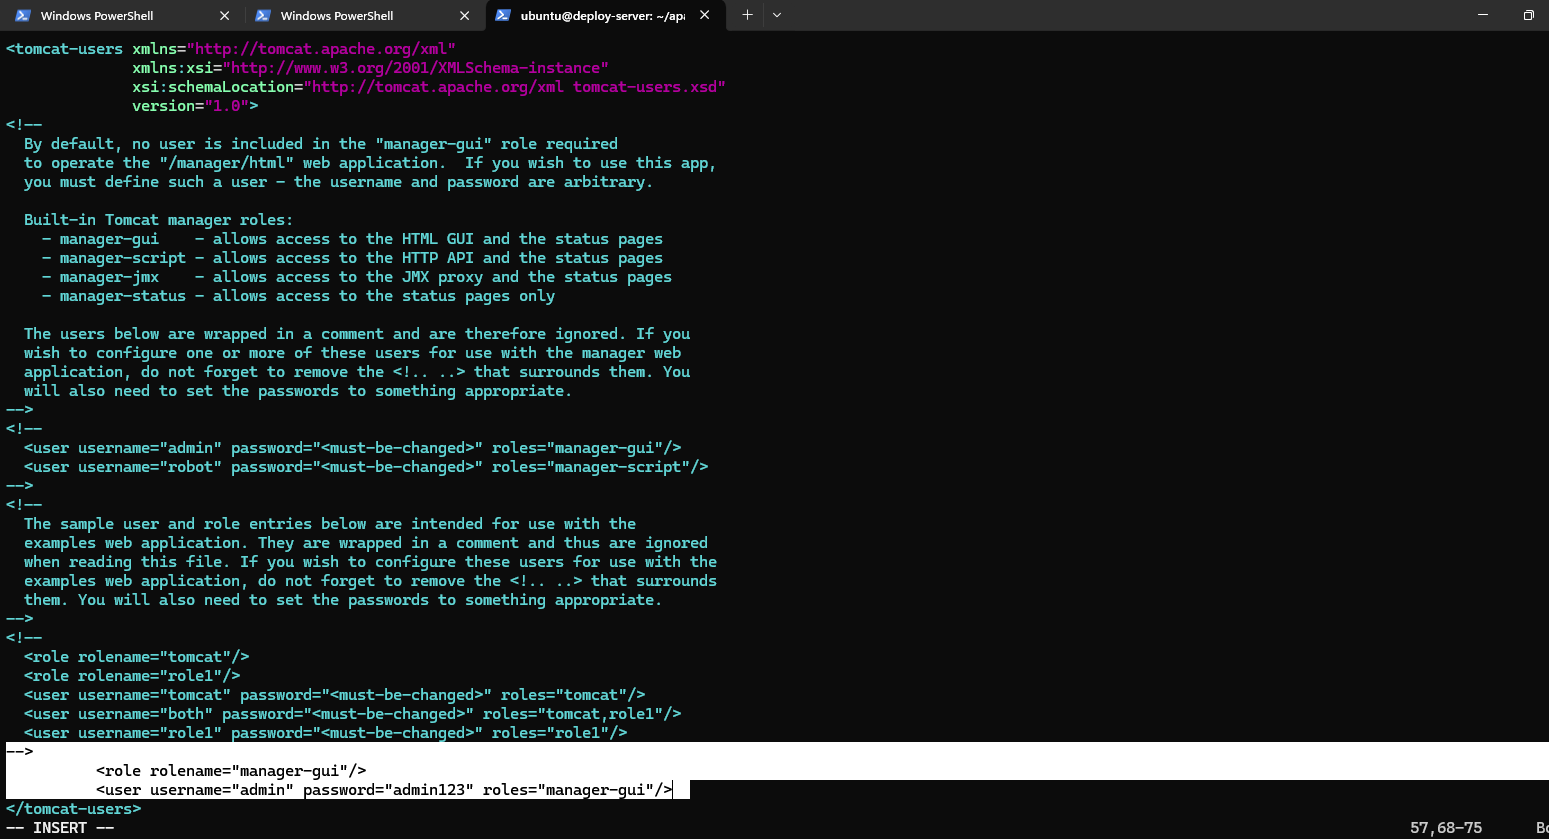 Windows PowerShell
Windows PowerShell
ubuntu@deploy-server: ~/apa
<tomcat-users xmlns="http://tomcat.apache.org/xml"
              xmlns:xsi="http://www.w3.org/2001/XMLSchema-instance"
              xsi:schemaLocation="http://tomcat.apache.org/xml tomcat-users.xsd"
              version="1.0">
<!--
  By default, no user is included in the "manager-gui" role required
  to operate the "/manager/html" web application.  If you wish to use this app,
  you must define such a user - the username and password are arbitrary.

  Built-in Tomcat manager roles:
    - manager-gui    - allows access to the HTML GUI and the status pages
    - manager-script - allows access to the HTTP API and the status pages
    - manager-jmx    - allows access to the JMX proxy and the status pages
    - manager-status - allows access to the status pages only

  The users below are wrapped in a comment and are therefore ignored. If you
  wish to configure one or more of these users for use with the manager web
  application, do not forget to remove the <!.. ..> that surrounds them. You
  will also need to set the passwords to something appropriate.
-->
<!--
  <user username="admin" password="<must-be-changed>" roles="manager-gui"/>
  <user username="robot" password="<must-be-changed>" roles="manager-script"/>
-->
<!--
  The sample user and role entries below are intended for use with the
  examples web application. They are wrapped in a comment and thus are ignored
  when reading this file. If you wish to configure these users for use with the
  examples web application, do not forget to remove the <!.. ..> that surrounds
  them. You will also need to set the passwords to something appropriate.
-->
<!--
  <role rolename="tomcat"/>
  <role rolename="role1"/>
  <user username="tomcat" password="<must-be-changed>" roles="tomcat"/>
  <user username="both" password="<must-be-changed>" roles="tomcat,role1"/>
  <user username="role1" password="<must-be-changed>" roles="role1"/>
-->
          <role rolename="manager-gui"/>
          <user username="admin" password="admin123" roles="manager-gui"/>
</tomcat-users>
-- INSERT -- 57,68-75